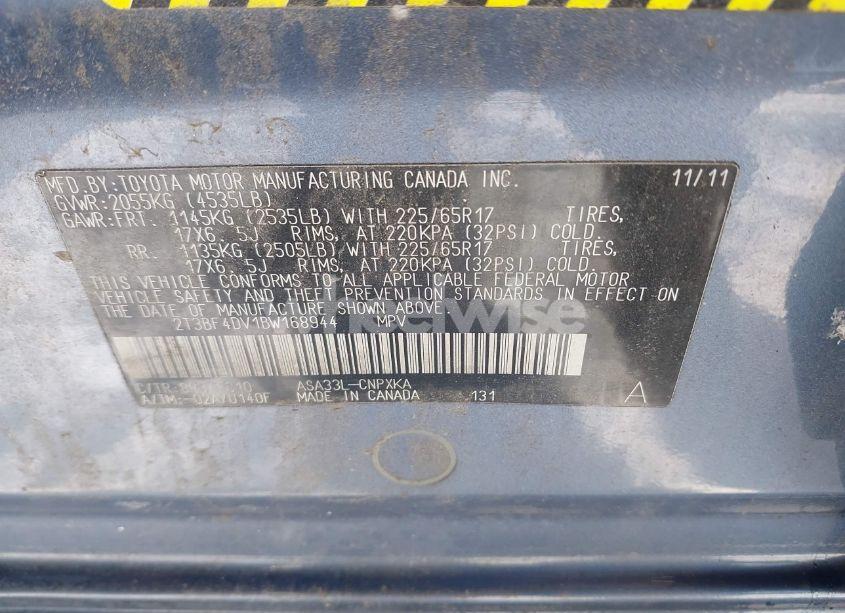 MFD.BY:TOYOTA MOTOR MANUFACTURING CANADA INC. 11/11
GVWR:2055KG (4535LB)
GAWR:FRT. 1145KG (2535LB) WITH 225/65R17 TIRES,
17X6.5J RIMS, AT 220KPA (32PSI) COLD.
RR. 1135KG (2505LB) WITH 225/65R17 TIRES,
17X6.5J RIMS, AT 220KPA (32PSI) COLD.
THIS VEHICLE CONFORMS TO ALL APPLICABLE FEDERAL MOTOR
VEHICLE SAFETY AND THEFT PREVENTION STANDARDS IN EFFECT ON
THE DATE OF MANUFACTURE SHOWN ABOVE.
2T3BF4DV1BW168944 MPV
C/TR: ASA33L-CNPXKA
A/TM: MADE IN CANADA 131 A